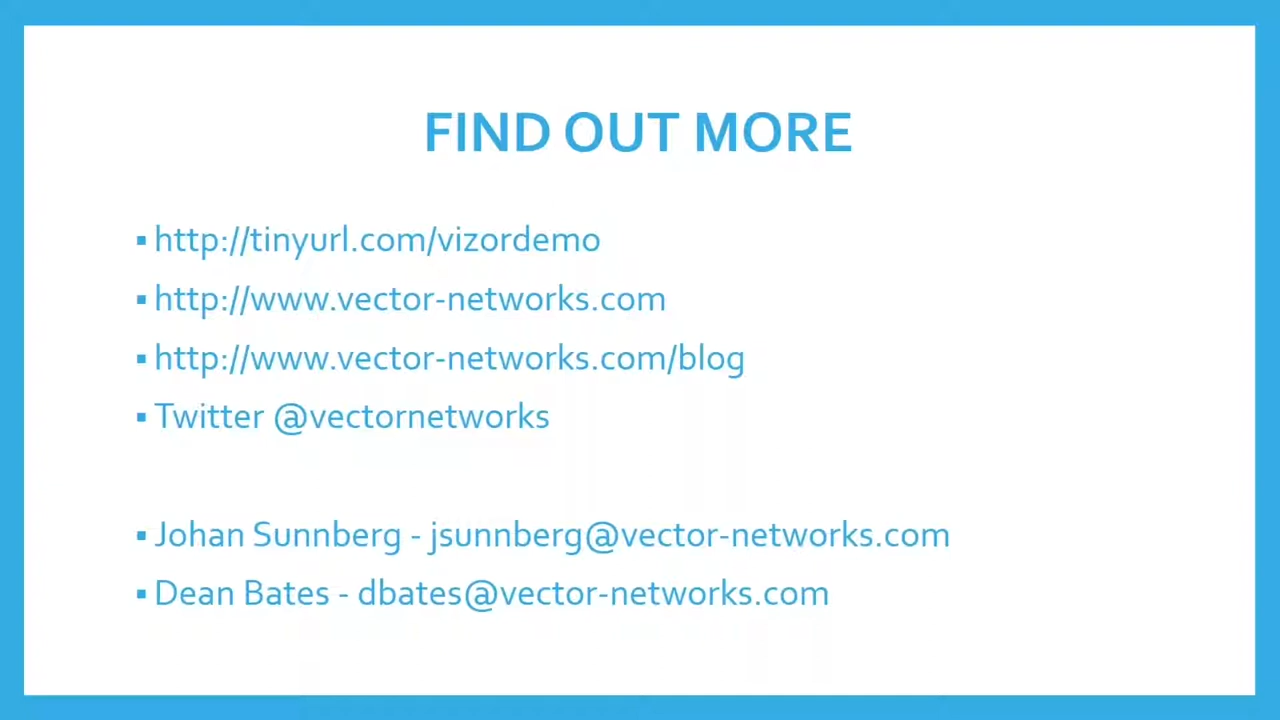 FIND OUT MORE
▪ http://tinyurl.com/vizordemo
▪ http://www.vector-networks.com
▪ http://www.vector-networks.com/blog
▪ Twitter @vectornetworks
▪ Johan Sunnberg - jsunnberg@vector-networks.com
▪ Dean Bates - dbates@vector-networks.com